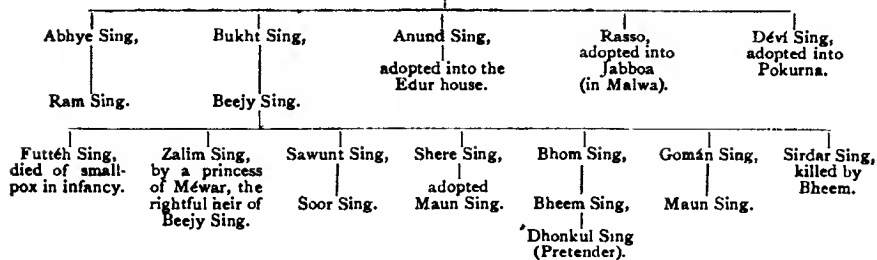 Abhye Sing, Bukht Sing, Anund Sing, Rasso, Dévi Sing,
adopted into adopted into
adopted into the Jabboa Pokurna.
Edur house. (in Malwa).
Ram Sing. Beejy Sing.
Futtéh Sing, Zalim Sing, Sawunt Sing, Shere Sing, Bhom Sing, Gomán Sing, Sirdar Sing,
died of small- by a princess killed by
pox in infancy. of Méwar, the adopted Bheem.
rightful heir of Soor Sing. Maun Sing. Bheem Sing, Maun Sing.
Beejy Sing.
Dhonkul Sing
(Pretender).